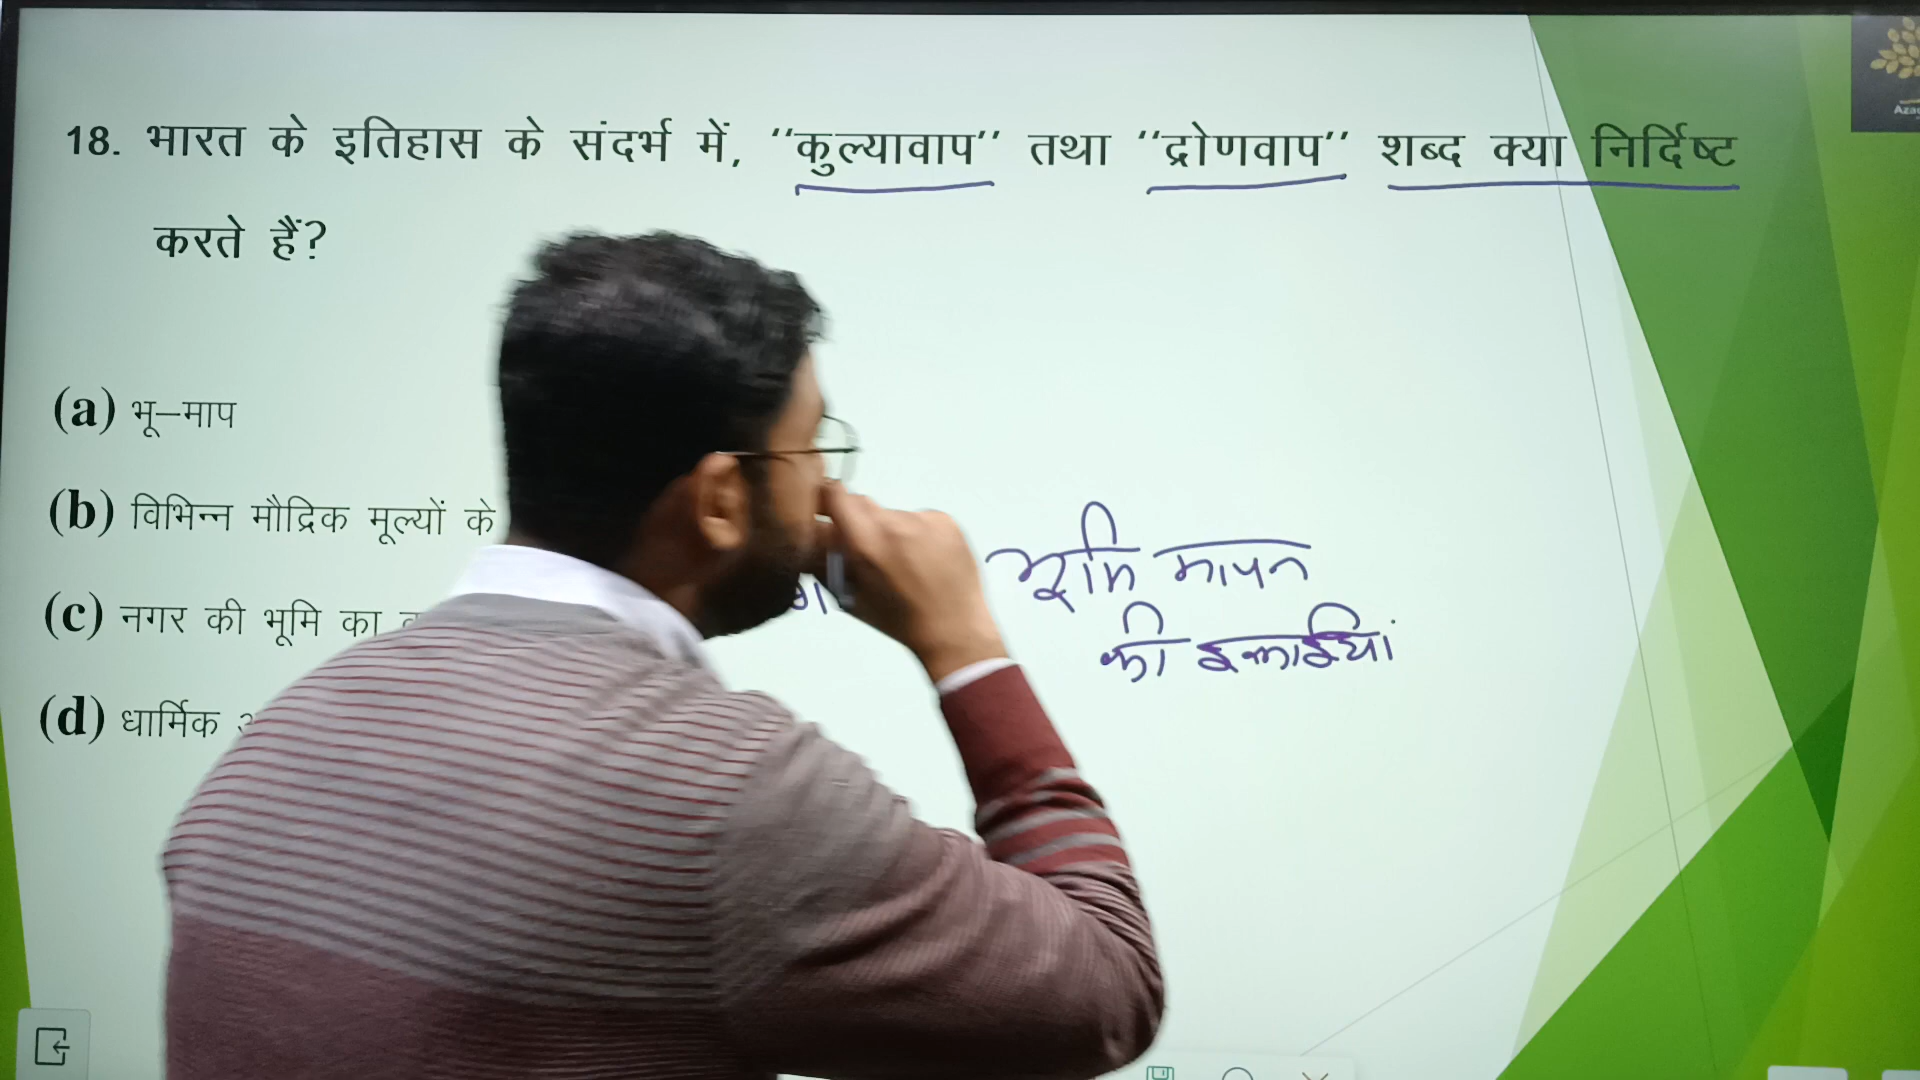 18. भारत के इतिहास के संदर्भ में, "कुल्यावाप" तथा "द्रोणवाप" शब्द क्या निर्दिष्ट
करते हैं?
(a) भू–माप
(b) विभिन्न मौद्रिक मूल्यों के
भूमि मापन
(c) नगर की भूमि का
की इकाईयां
(d) धार्मिक